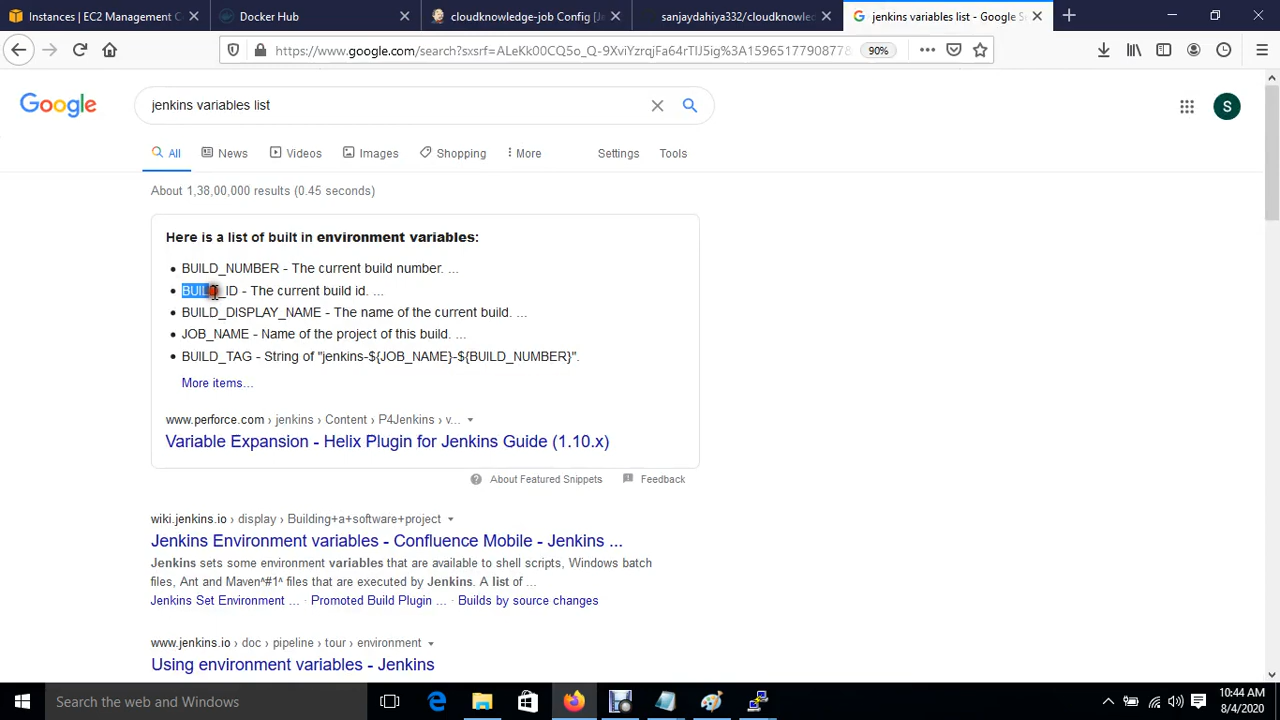 Instances | EC2 Management C
Docker Hub
cloudknowledge-job Config [Je
sanjaydahiya332/cloudknowled
jenkins variables list - Google S
https://www.google.com/search?sxsrf=ALeKk00CQ5o_Q-9XviYzrqjFa64rTlJ5ig%3A15965177908778
90%
Google
jenkins variables list
S
All
News
Videos
Images
Shopping
More
Settings
Tools
About 1,38,00,000 results (0.45 seconds)
Here is a list of built in environment variables:
• BUILD_NUMBER - The current build number. ...
• BUILD_ID - The current build id. ...
• BUILD_DISPLAY_NAME - The name of the current build. ...
• JOB_NAME - Name of the project of this build. ...
• BUILD_TAG - String of "jenkins-${JOB_NAME}-${BUILD_NUMBER}".
More items...
www.perforce.com › jenkins › Content › P4Jenkins › v...
Variable Expansion - Helix Plugin for Jenkins Guide (1.10.x)
About Featured Snippets
Feedback
wiki.jenkins.io › display › Building+a+software+project
Jenkins Environment variables - Confluence Mobile - Jenkins ...
Jenkins sets some environment variables that are available to shell scripts, Windows batch
files, Ant and Maven^#1^ files that are executed by Jenkins. A list of ...
Jenkins Set Environment ... · Promoted Build Plugin ... · Builds by source changes
www.jenkins.io › doc › pipeline › tour › environment
Using environment variables - Jenkins
Search the web and Windows
10:44 AM
8/4/2020